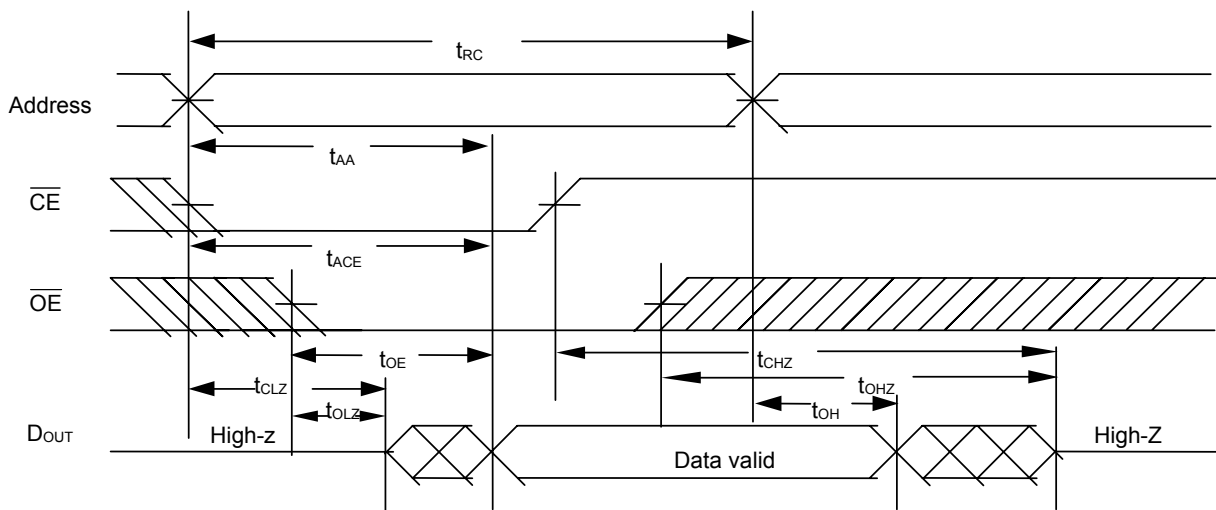 tRC
Address
tAA
CE
tACE
OE
tOE
tCHZ
tCLZ
tOHZ
tOLZ
tOH
DOUT
High-z
High-Z
Data valid